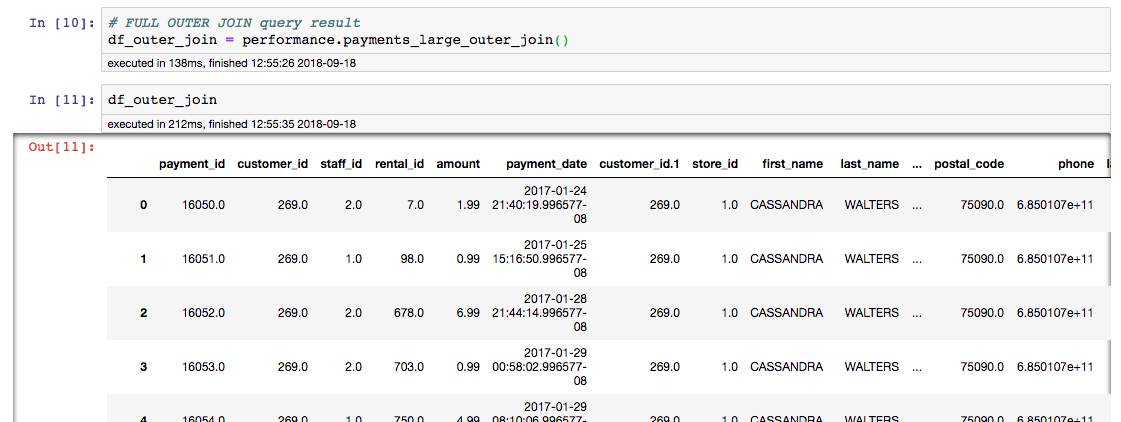 In [10]: # FULL OUTER JOIN query result
df_outer_join = performance.payments_large_outer_join()
executed in 138ms, finished 12:55:26 2018-09-18
In [11]: df_outer_join
executed in 212ms, finished 12:55:35 2018-09-18
Out[11]:
payment_id customer_id staff_id rental_id amount payment_date customer_id.1 store_id first_name last_name ... postal_code phone
2017-01-24
0 16050.0 269.0 2.0 7.0 1.99 21:40:19.996577- 269.0 1.0 CASSANDRA WALTERS ... 75090.0 6.850107e+11
08
2017-01-25
1 16051.0 269.0 1.0 98.0 0.99 15:16:50.996577- 269.0 1.0 CASSANDRA WALTERS ... 75090.0 6.850107e+11
08
2017-01-28
2 16052.0 269.0 2.0 678.0 6.99 21:44:14.996577- 269.0 1.0 CASSANDRA WALTERS ... 75090.0 6.850107e+11
08
2017-01-29
3 16053.0 269.0 2.0 703.0 0.99 00:58:02.996577- 269.0 1.0 CASSANDRA WALTERS ... 75090.0 6.850107e+11
08
2017-01-29
4 16054.0 269.0 1.0 750.0 4.99 08:10:06.996577- 269.0 1.0 CASSANDRA WALTERS ... 75090.0 6.850107e+11